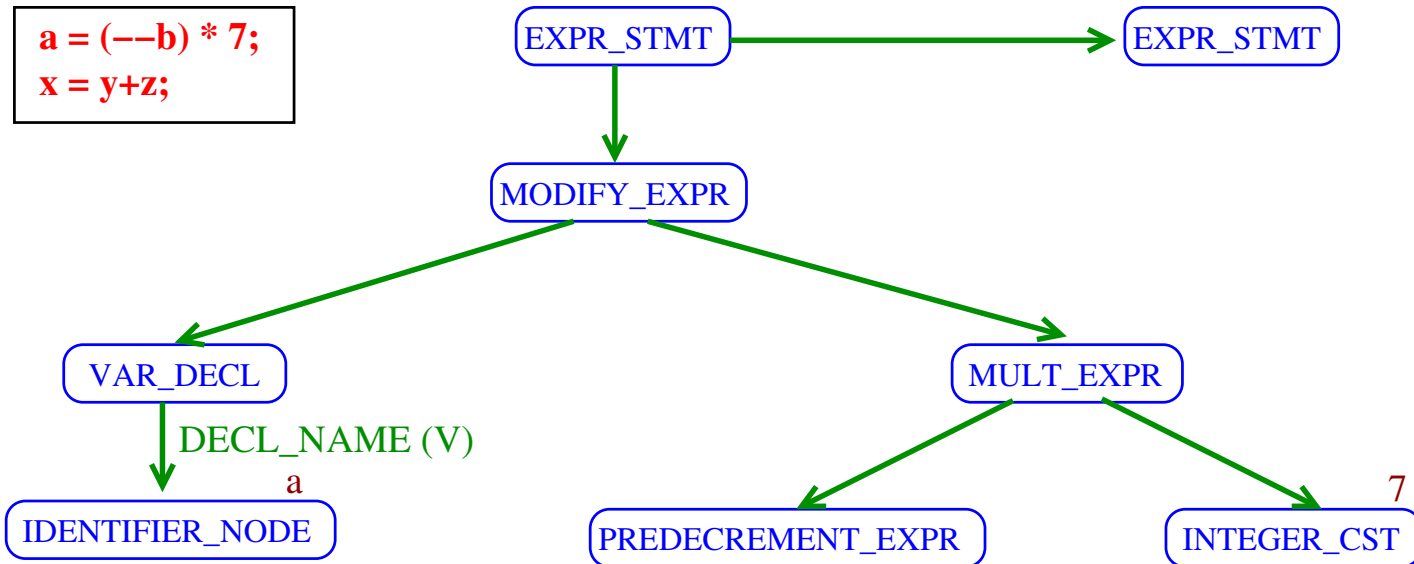 a = (−−b) * 7;
x = y+z;
EXPR_STMT
EXPR_STMT
MODIFY_EXPR
VAR_DECL
MULT_EXPR
DECL_NAME (V)
a
7
IDENTIFIER_NODE
PREDECREMENT_EXPR
INTEGER_CST